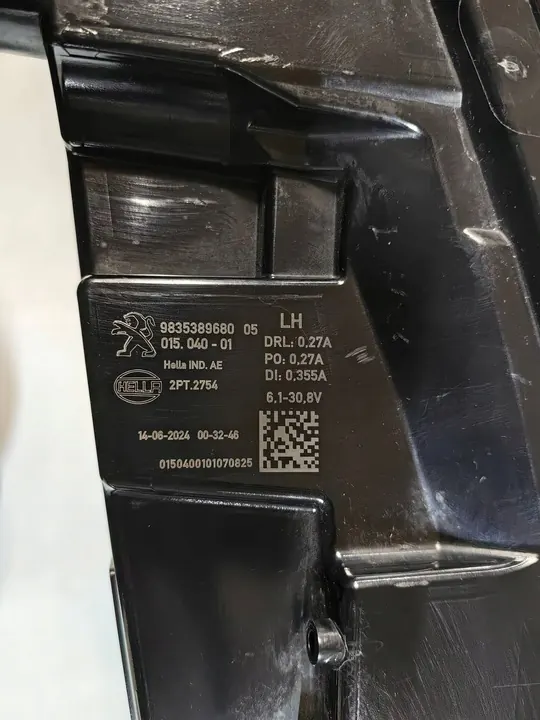 9835389680 05
015. 040 - 01
Hella IND. AE
HELLA 2PT.2754
14-06-2024 00-32-46
0150400101070825
LH
DRL: 0,27A
PO: 0,27A
DI: 0,355A
6,1-30,8V